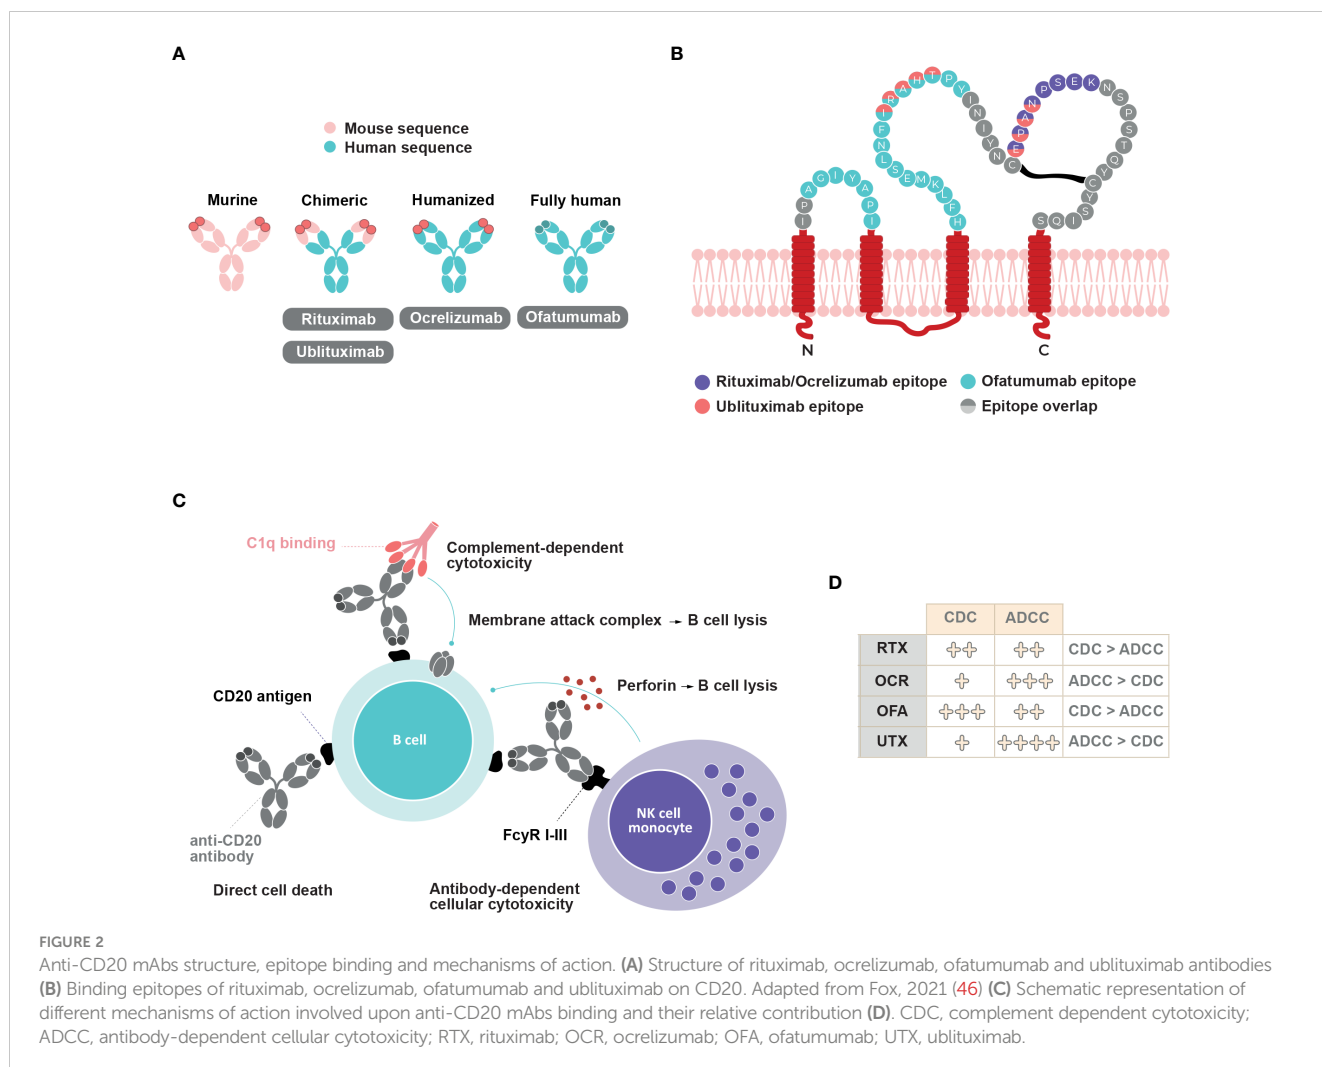 A
Mouse sequence
Human sequence
Murine
Chimeric
Humanized
Fully human
Rituximab
Ocrelizumab
Ofatumumab
Ublituximab
B
I P A G I Y A P I
H F L K M E S L N F I R A H T P Y I N I Y N C E P A N P S E K N S P S T Q Y C Y S I Q S
N
C
Rituximab/Ocrelizumab epitope
Ofatumumab epitope
Ublituximab epitope
Epitope overlap
C
C1q binding
Complement-dependent
cytotoxicity
Membrane attack complex → B cell lysis
Perforin → B cell lysis
CD20 antigen
B cell
NK cell
monocyte
FcyR I-III
anti-CD20
antibody
Direct cell death
Antibody-dependent
cellular cytotoxicity
D
CDC ADCC
RTX ++ ++ CDC > ADCC
OCR + +++ ADCC > CDC
OFA +++ ++ CDC > ADCC
UTX + ++++ ADCC > CDC
FIGURE 2
Anti-CD20 mAbs structure, epitope binding and mechanisms of action. (A) Structure of rituximab, ocrelizumab, ofatumumab and ublituximab antibodies
(B) Binding epitopes of rituximab, ocrelizumab, ofatumumab and ublituximab on CD20. Adapted from Fox, 2021 (46) (C) Schematic representation of
different mechanisms of action involved upon anti-CD20 mAbs binding and their relative contribution (D). CDC, complement dependent cytotoxicity;
ADCC, antibody-dependent cellular cytotoxicity; RTX, rituximab; OCR, ocrelizumab; OFA, ofatumumab; UTX, ublituximab.